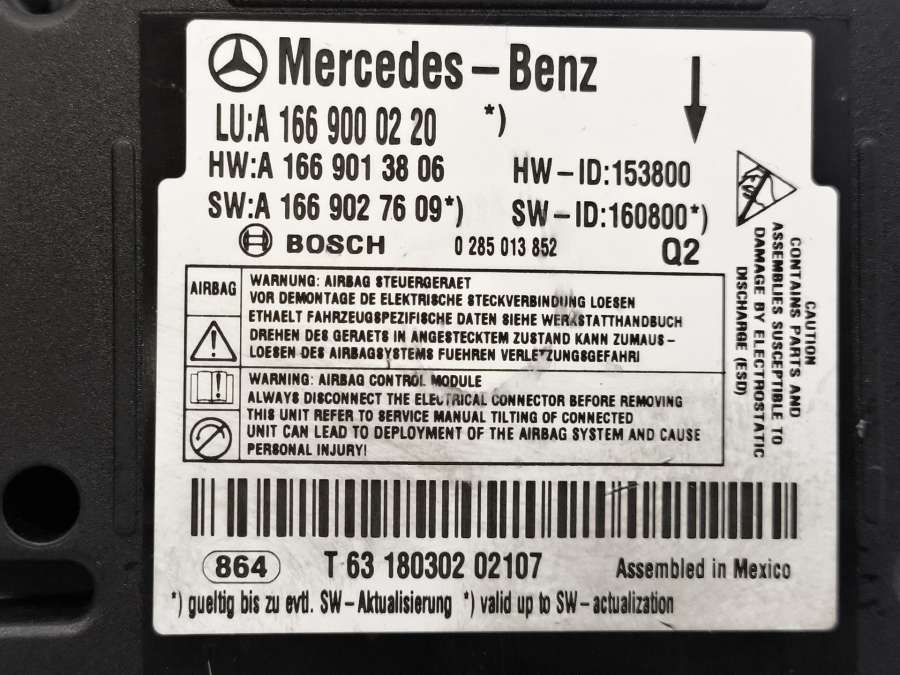 Mercedes-Benz
LU:A 166 900 02 20 *)
HW:A 166 901 38 06 HW-ID:153800
SW:A 166 902 76 09*) SW-ID:160800*)
BOSCH 0 285 013 852 Q2
AIRBAG
WARNUNG: AIRBAG STEUERGERAET
VOR DEMONTAGE DE ELEKTRISCHE STECKVERBINDUNG LOESEN
ETHAELT FAHRZEUGSPEZIFISCHE DATEN SIEHE WERKSTATTHANDBUCH
DREHEN DES GERAETS IN ANGESTECKTEM ZUSTAND KANN ZUMAUS-
LOESEN DES AIRBAGSYSTEMS FUEHREN VERLETZUNGSGEFAHR!
WARNING: AIRBAG CONTROL MODULE
ALWAYS DISCONNECT THE ELECTRICAL CONNECTOR BEFORE REMOVING
THIS UNIT REFER TO SERVICE MANUAL TILTING OF CONNECTED
UNIT CAN LEAD TO DEPLOYMENT OF THE AIRBAG SYSTEM AND CAUSE
PERSONAL INJURY!
CAUTION
CONTAINS PARTS AND
ASSEMBLIES SUSCEPTIBLE TO
DAMAGE BY ELECTROSTATIC
DISCHARGE (ESD)
864 T 63 180302 02107 Assembled in Mexico
*) gueltig bis zu evtl. SW-Aktualisierung *) valid up to SW-actualization